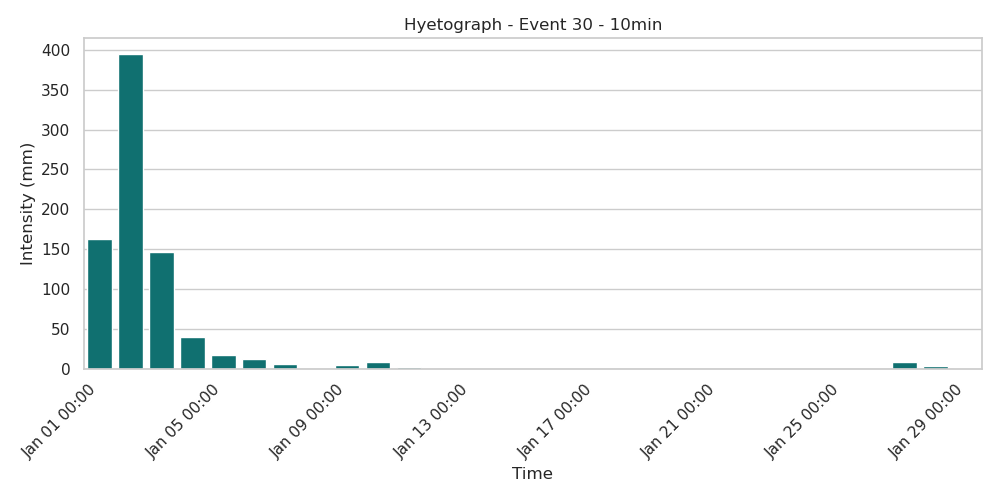 Hyetograph - Event 30 - 10min
Intensity (mm)
400
350
300
250
200
150
100
50
0
Jan 01 00:00
Jan 05 00:00
Jan 09 00:00
Jan 13 00:00
Jan 17 00:00
Jan 21 00:00
Jan 25 00:00
Jan 29 00:00
Time